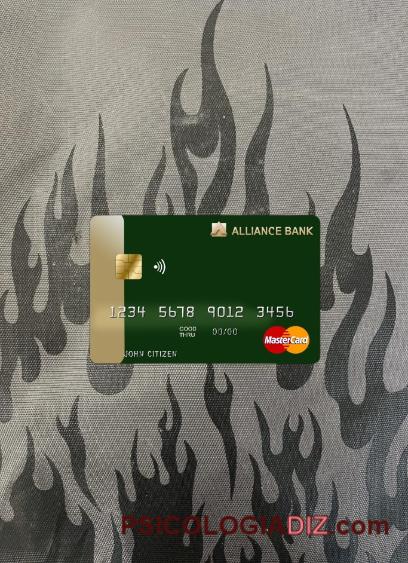 ALLIANCE BANK
1234 5678 9012 3456
GOOD THRU 00/00
MasterCard
JOHN CITIZEN
PSICOLOGIADIZ.com